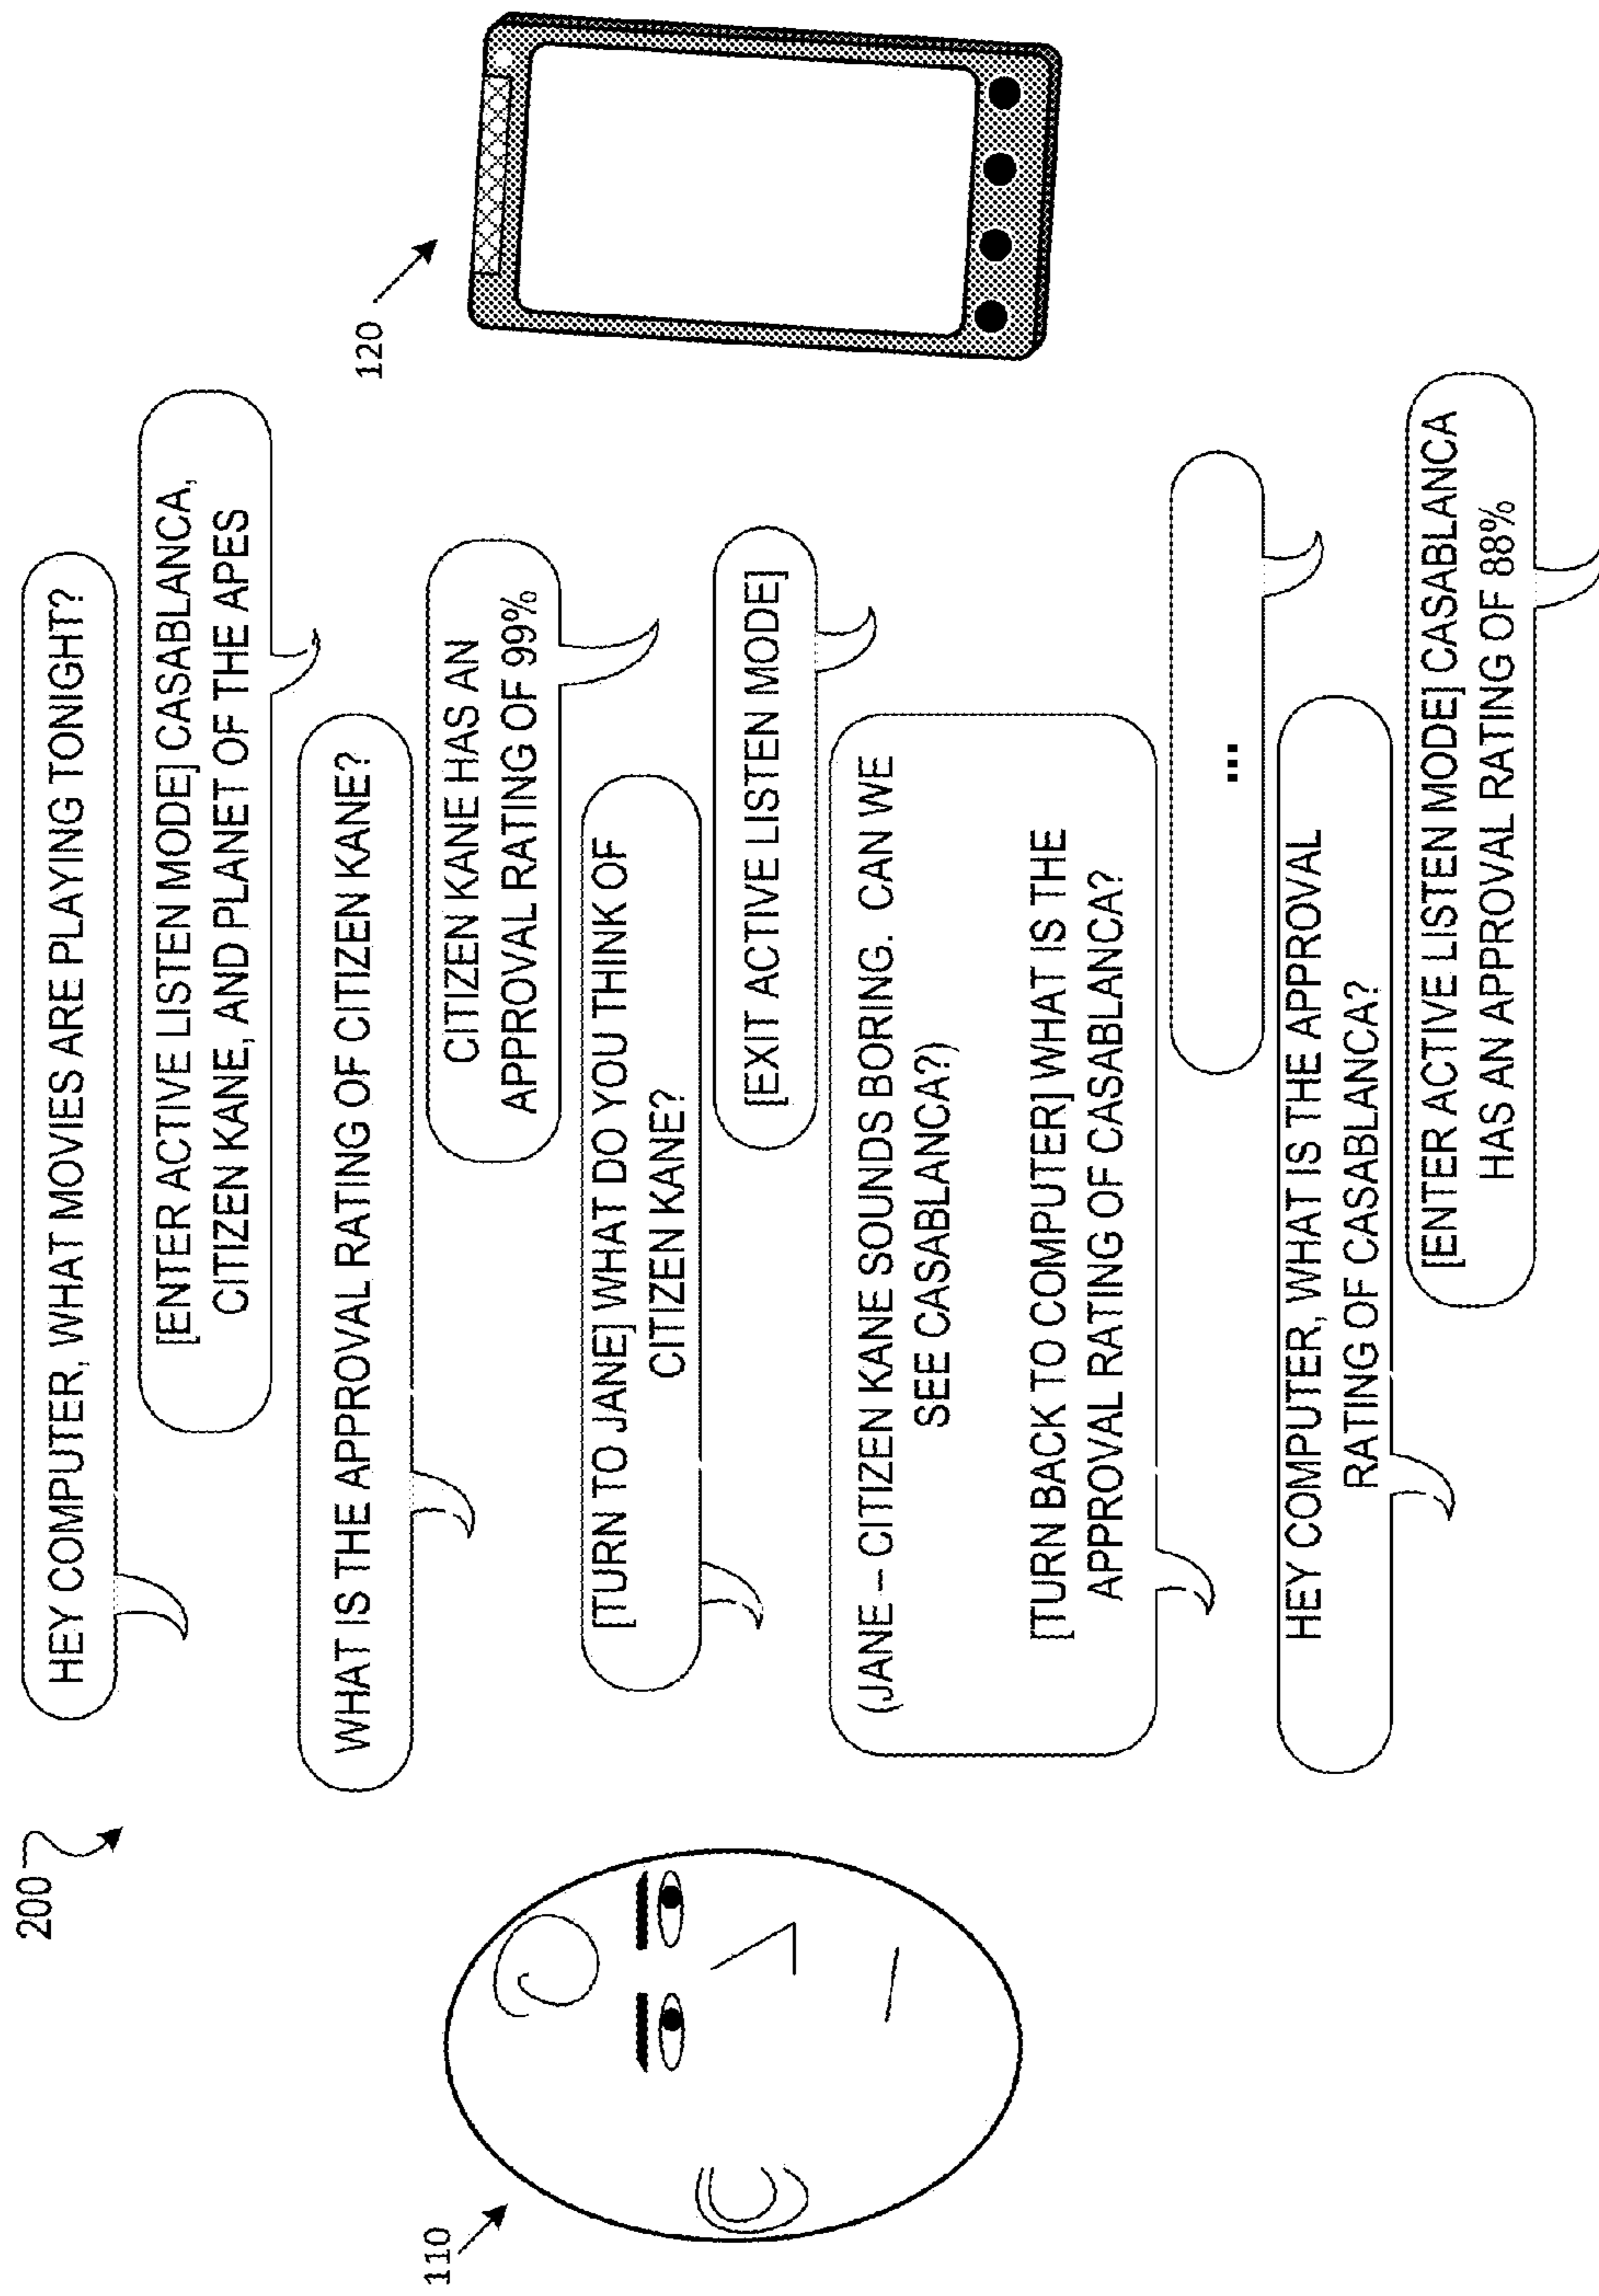 200
HEY COMPUTER, WHAT MOVIES ARE PLAYING TONIGHT?
[ENTER ACTIVE LISTEN MODE] CASABLANCA,
CITIZEN KANE, AND PLANET OF THE APES
WHAT IS THE APPROVAL RATING OF CITIZEN KANE?
CITIZEN KANE HAS AN
APPROVAL RATING OF 99%
[TURN TO JANE] WHAT DO YOU THINK OF
CITIZEN KANE?
[EXIT ACTIVE LISTEN MODE]
(JANE – CITIZEN KANE SOUNDS BORING. CAN WE
SEE CASABLANCA?)
[TURN BACK TO COMPUTER] WHAT IS THE
APPROVAL RATING OF CASABLANCA?
...
HEY COMPUTER, WHAT IS THE APPROVAL
RATING OF CASABLANCA?
[ENTER ACTIVE LISTEN MODE] CASABLANCA
HAS AN APPROVAL RATING OF 88%
110
120